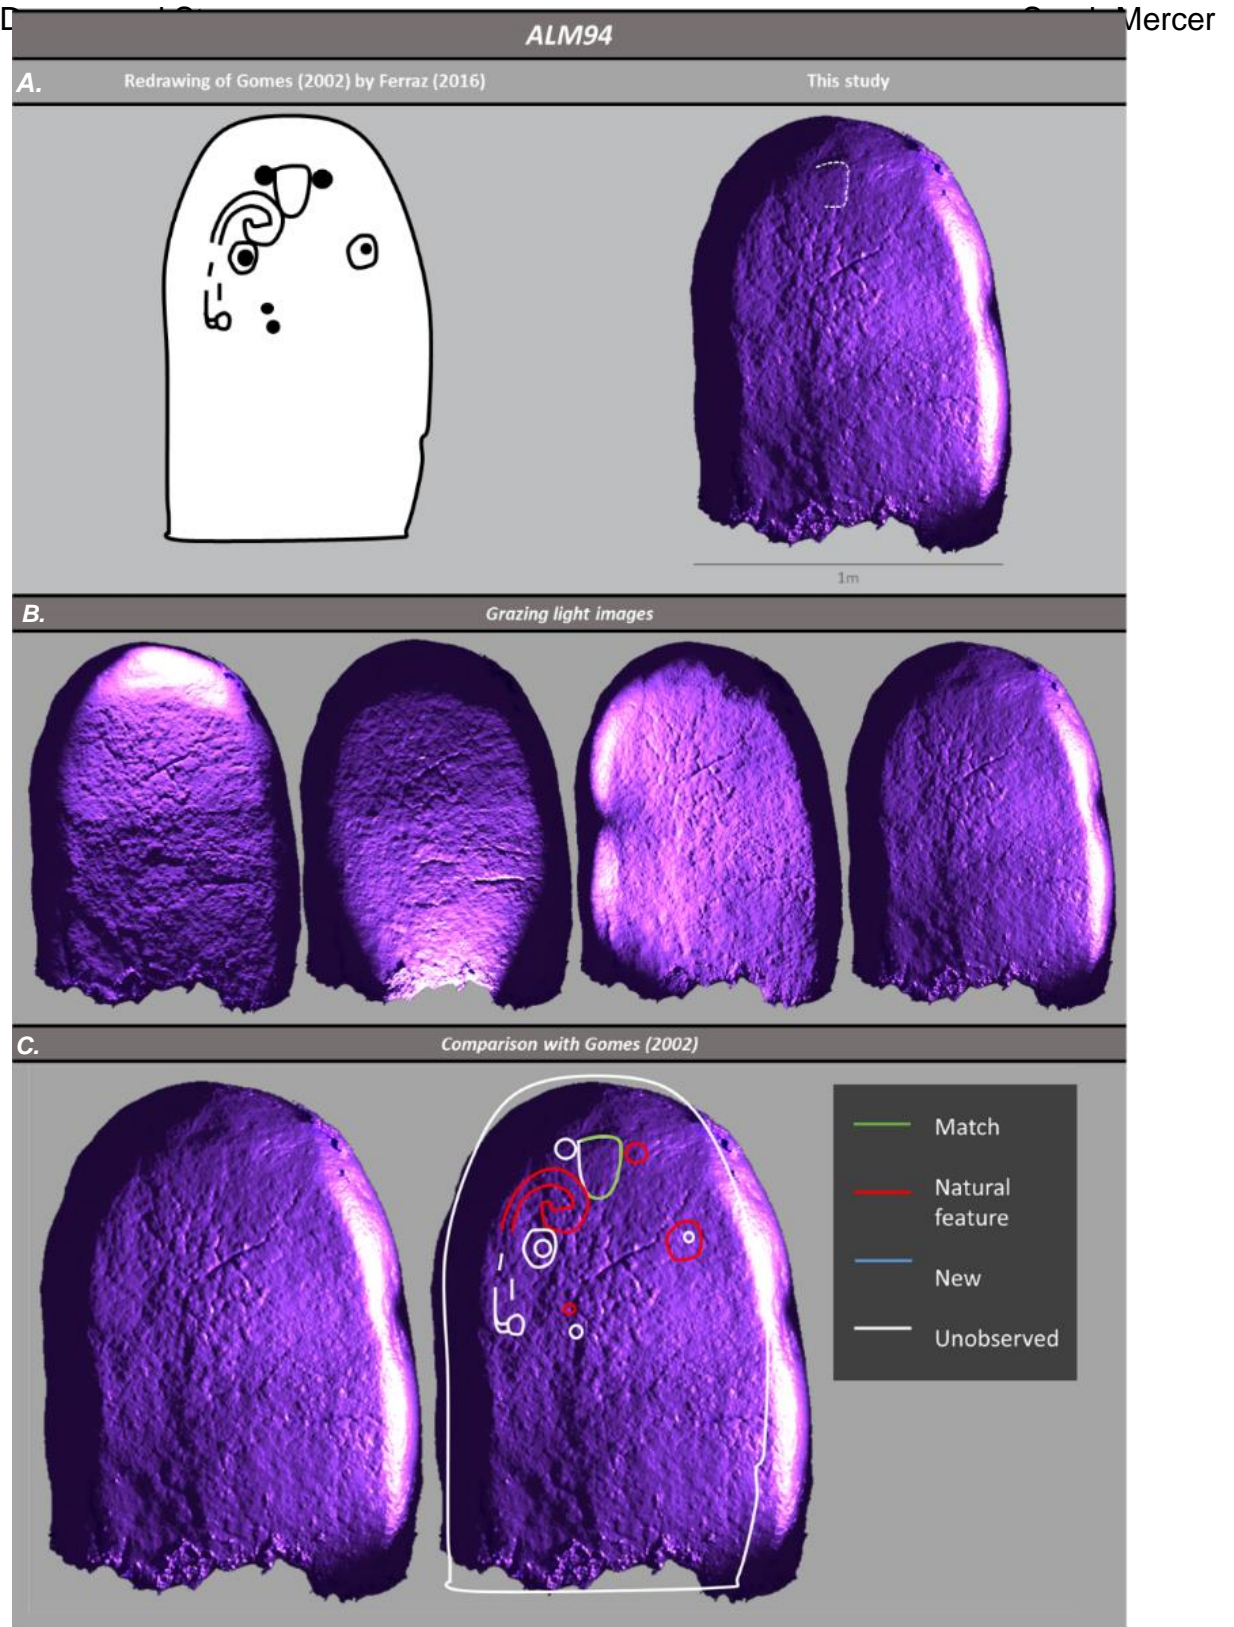 Mercer
ALM94
A.
Redrawing of Gomes (2002) by Ferraz (2016)
This study
1m
B.
Grazing light images
C.
Comparison with Gomes (2002)
Match
Natural
feature
New
Unobserved